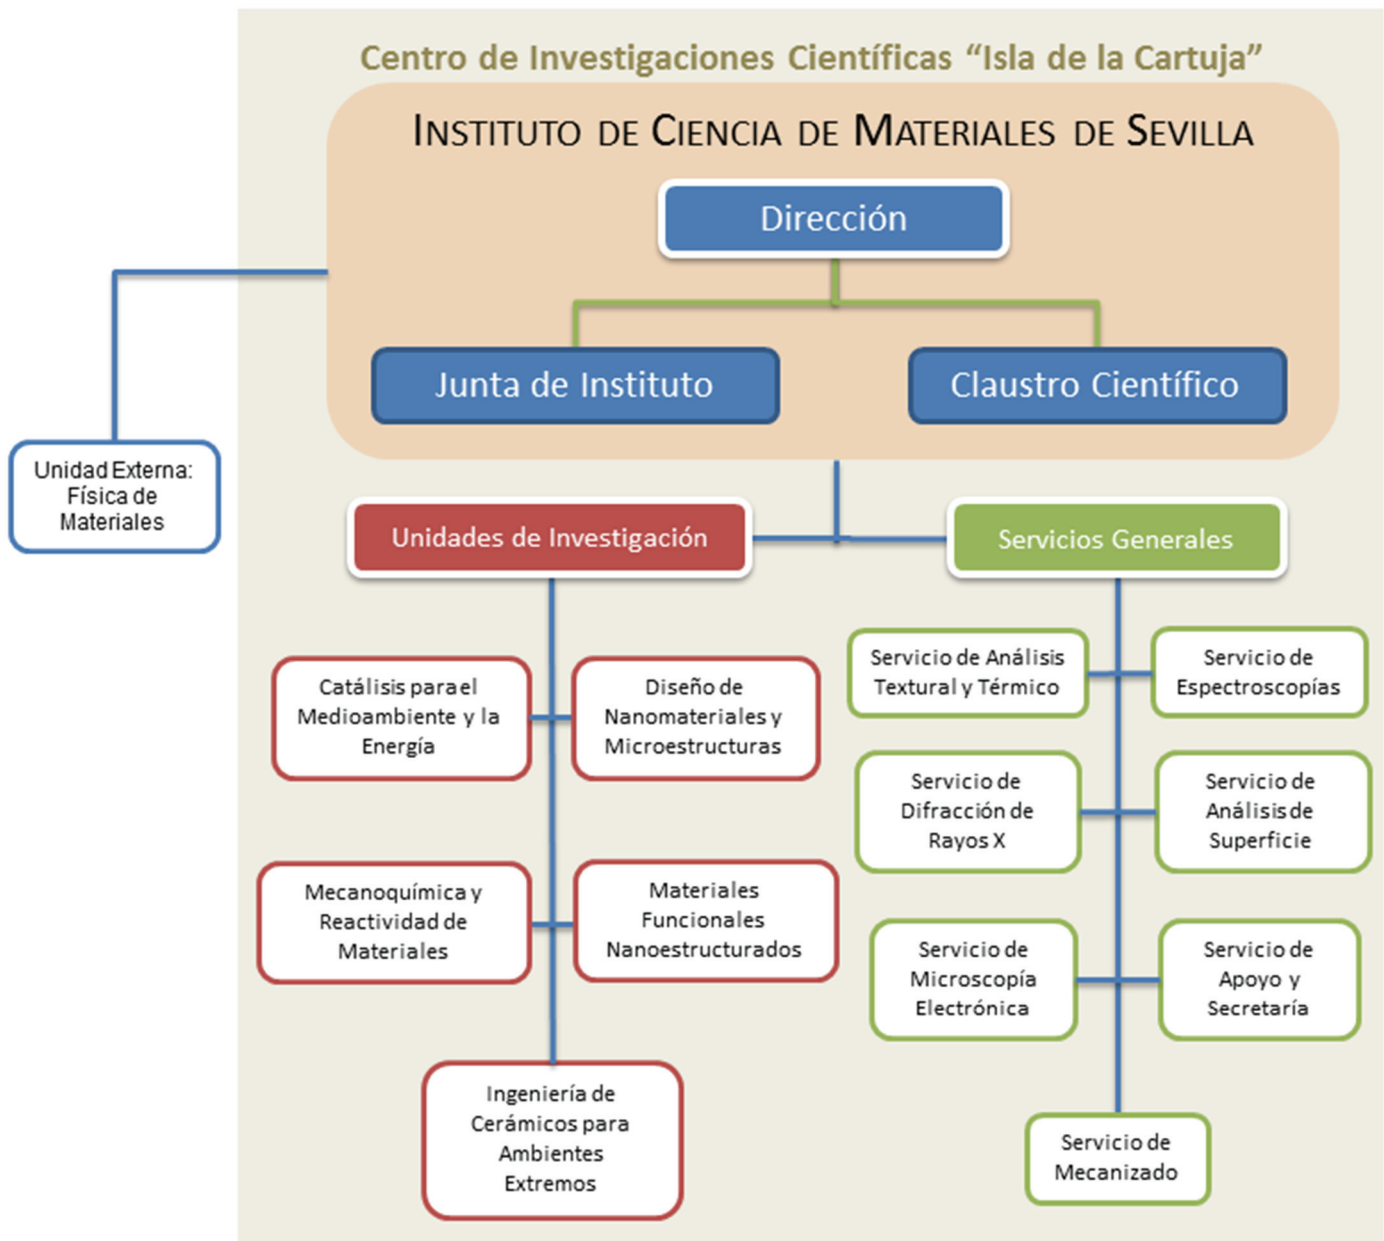 Centro de Investigaciones Científicas “Isla de la Cartuja”
INSTITUTO DE CIENCIA DE MATERIALES DE SEVILLA
Dirección
Junta de Instituto
Claustro Científico
Unidad Externa:
Física de
Materiales
Unidades de Investigación
Servicios Generales
Catálisis para el
Medioambiente y la
Energía
Diseño de
Nanomateriales y
Microestructuras
Mecanoquímica y
Reactividad de
Materiales
Materiales
Funcionales
Nanoestructurados
Ingeniería de
Cerámicos para
Ambientes
Extremos
Servicio de Análisis
Textural y Térmico
Servicio de
Espectroscopías
Servicio de
Difracción de
Rayos X
Servicio de
Análisis de
Superficie
Servicio de
Microscopía
Electrónica
Servicio de
Apoyo y
Secretaría
Servicio de
Mecanizado